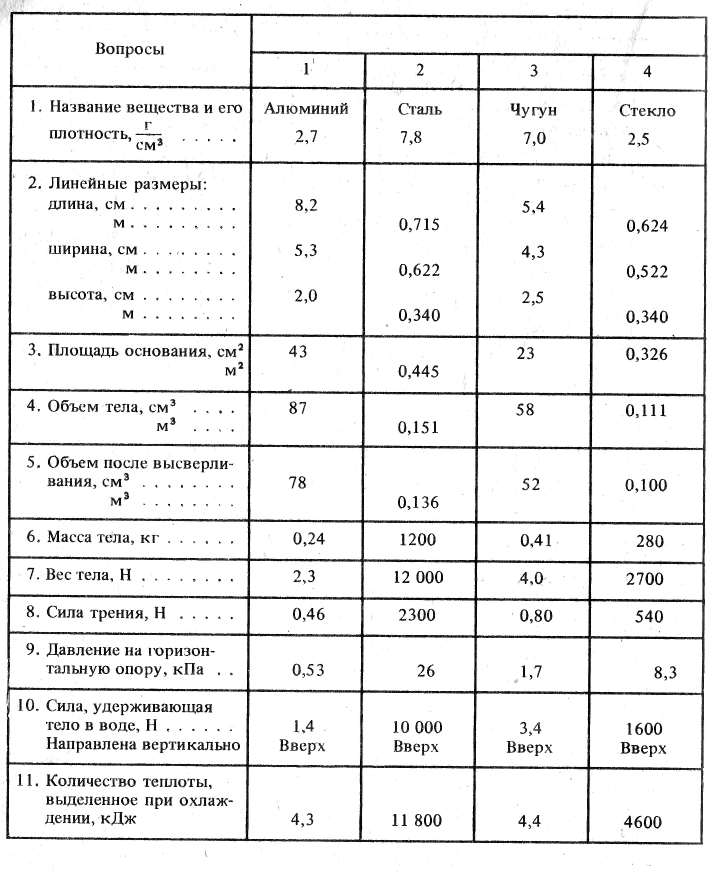 Вопросы
1 2 3 4
1. Название вещества и его Алюминий Сталь Чугун Стекло
плотность, г/см³ . . . . . 2,7 7,8 7,0 2,5
2. Линейные размеры:
длина, см . . . . . . . . . 8,2 5,4
м . . . . . . . . . 0,715 0,624
ширина, см . . . . . . . . 5,3 4,3
м . . . . . . . . 0,622 0,522
высота, см . . . . . . . . 2,0 2,5
м . . . . . . . . 0,340 0,340
3. Площадь основания, см² 43 23 0,326
м² 0,445
4. Объем тела, см³ . . . . 87 58 0,111
м³ . . . . 0,151
5. Объем после высверли-
вания, см³ . . . . . . . . 78 52 0,100
м³ . . . . . . . . 0,136
6. Масса тела, кг . . . . . . 0,24 1200 0,41 280
7. Вес тела, Н . . . . . . . . 2,3 12 000 4,0 2700
8. Сила трения, Н . . . . . 0,46 2300 0,80 540
9. Давление на горизон-
тальную опору, кПа . . 0,53 26 1,7 8,3
10. Сила, удерживающая
тело в воде, Н . . . . . . 1,4 10 000 3,4 1600
Направлена вертикально Вверх Вверх Вверх Вверх
11. Количество теплоты,
выделенное при охлаж-
дении, кДж 4,3 11 800 4,4 4600